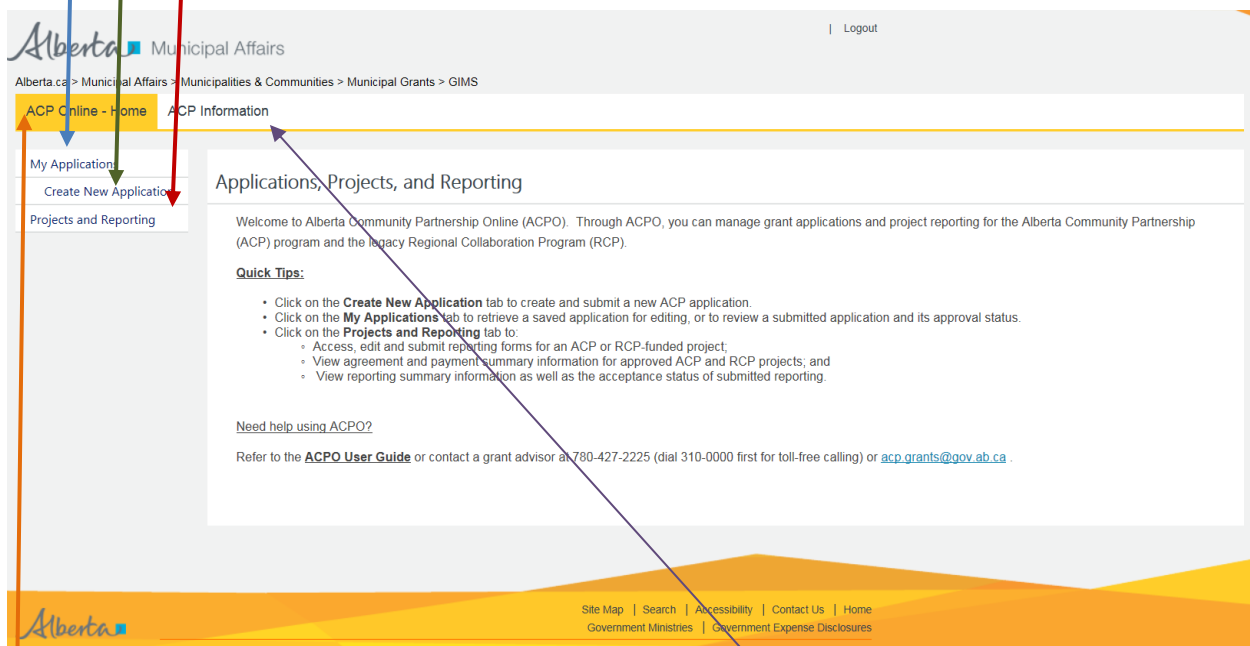 | Logout
Alberta Municipal Affairs
Alberta.ca > Municipal Affairs > Municipalities & Communities > Municipal Grants > GIMS
ACP Online - Home ACP Information
My Applications
Create New Application
Projects and Reporting
Applications, Projects, and Reporting
Welcome to Alberta Community Partnership Online (ACPO). Through ACPO, you can manage grant applications and project reporting for the Alberta Community Partnership
(ACP) program and the legacy Regional Collaboration Program (RCP).
Quick Tips:
• Click on the Create New Application tab to create and submit a new ACP application.
• Click on the My Applications tab to retrieve a saved application for editing, or to review a submitted application and its approval status.
• Click on the Projects and Reporting tab to:
◦ Access, edit and submit reporting forms for an ACP or RCP-funded project;
◦ View agreement and payment summary information for approved ACP and RCP projects; and
◦ View reporting summary information as well as the acceptance status of submitted reporting.
Need help using ACPO?
Refer to the ACPO User Guide or contact a grant advisor at 780-427-2225 (dial 310-0000 first for toll-free calling) or acp.grants@gov.ab.ca .
Alberta
Site Map | Search | Accessibility | Contact Us | Home
Government Ministries | Government Expense Disclosures